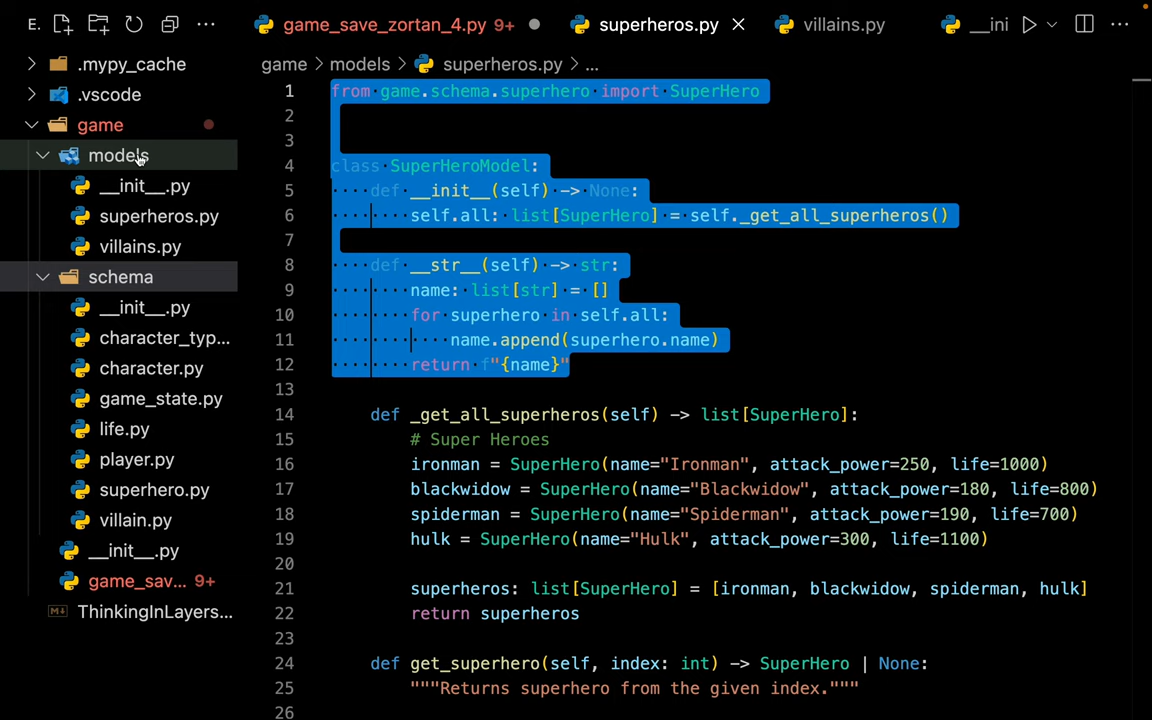 E.
game_save_zortan_4.py 9+
superheros.py
villains.py
__ini
.mypy_cache
.vscode
game
models
__init__.py
superheros.py
villains.py
schema
__init__.py
character_typ...
character.py
game_state.py
life.py
player.py
superhero.py
villain.py
__init__.py
game_sav... 9+
ThinkingInLayers...
game > models > superheros.py > ...
1 from game.schema.superhero import SuperHero
2
3
4 class SuperHeroModel:
5     def __init__(self) -> None:
6         self.all: list[SuperHero] = self._get_all_superheros()
7
8     def __str__(self) -> str:
9         name: list[str] = []
10         for superhero in self.all:
11             name.append(superhero.name)
12         return f"{name}"
13
14     def _get_all_superheros(self) -> list[SuperHero]:
15         # Super Heroes
16         ironman = SuperHero(name="Ironman", attack_power=250, life=1000)
17         blackwidow = SuperHero(name="Blackwidow", attack_power=180, life=800)
18         spiderman = SuperHero(name="Spiderman", attack_power=190, life=700)
19         hulk = SuperHero(name="Hulk", attack_power=300, life=1100)
20
21         superheros: list[SuperHero] = [ironman, blackwidow, spiderman, hulk]
22         return superheros
23
24     def get_superhero(self, index: int) -> SuperHero | None:
25         """Returns superhero from the given index."""
26